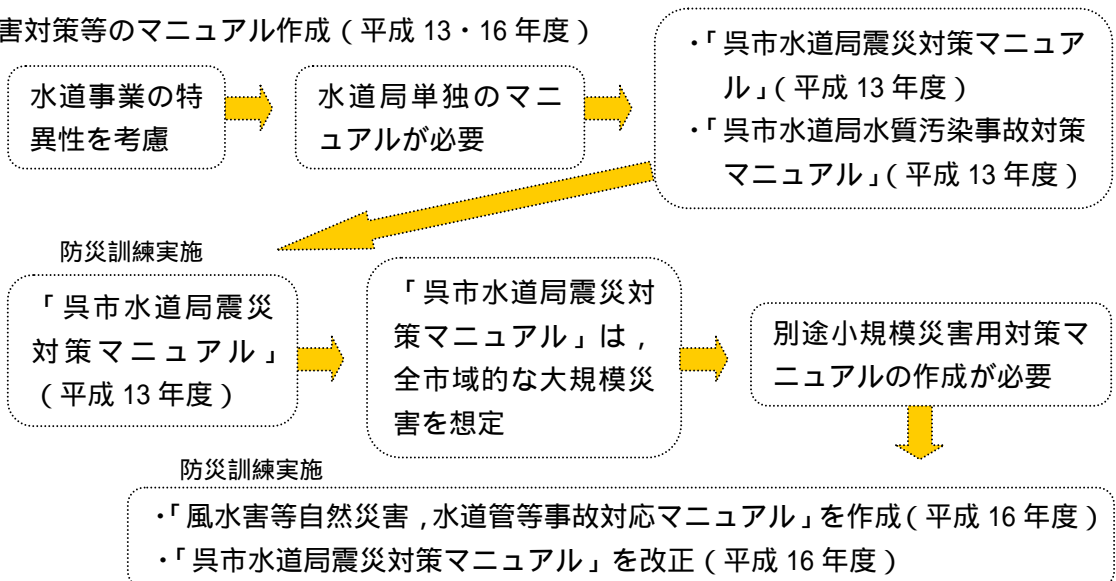 害対策等のマニュアル作成（平成 13・16 年度）
水道事業の特
異性を考慮
水道局単独のマニ
ュアルが必要
・「呉市水道局震災対策マニュア
ル」（平成 13 年度）
・「呉市水道局水質汚染事故対策
マニュアル」（平成 13 年度）
防災訓練実施
「呉市水道局震災
対策マニュアル」
（平成 13 年度）
「呉市水道局震災対
策マニュアル」は，
全市域的な大規模災
害を想定
別途小規模災害用対策マ
ニュアルの作成が必要
防災訓練実施
・「風水害等自然災害，水道管等事故対応マニュアル」を作成（平成 16 年度）
・「呉市水道局震災対策マニュアル」を改正（平成 16 年度）